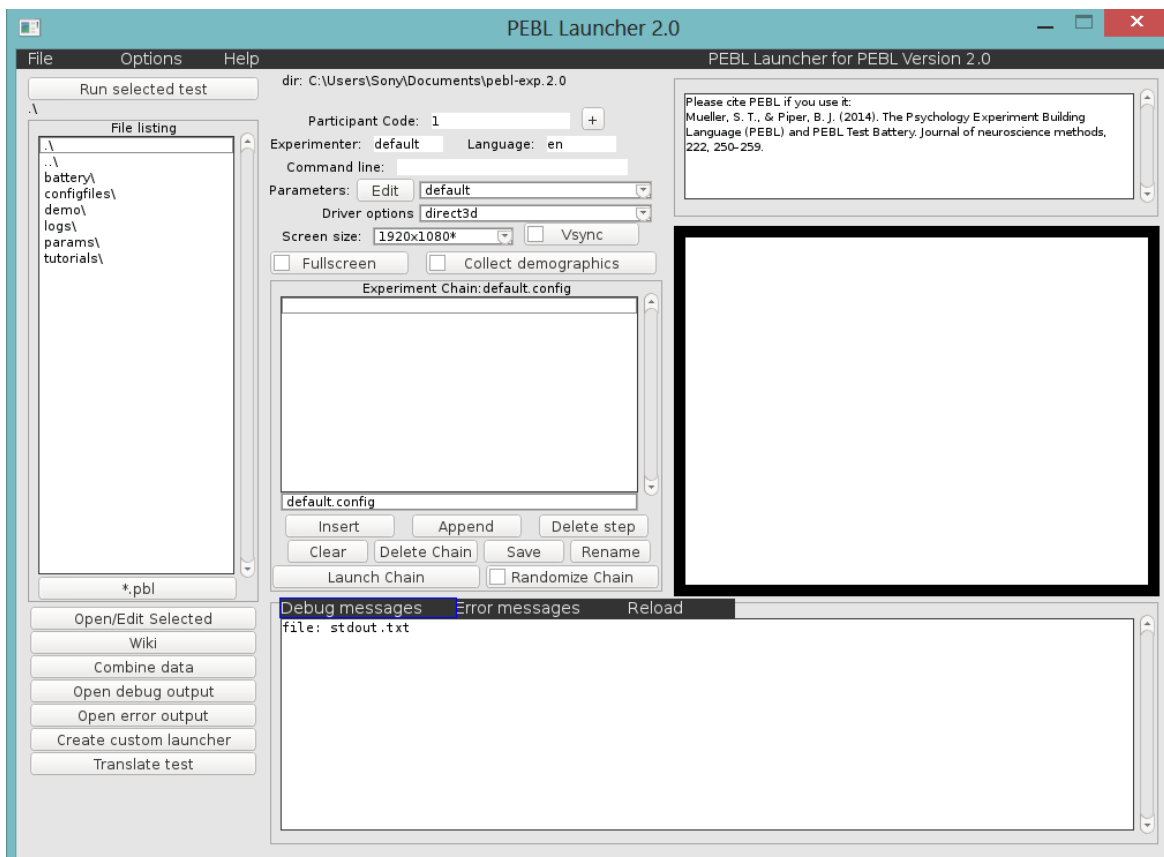 PEBL Launcher 2.0
File Options Help
PEBL Launcher for PEBL Version 2.0
Run selected test
.\
File listing
.\
..\
battery\
configfiles\
demo\
logs\
params\
tutorials\
*.pbl
Open/Edit Selected
Wiki
Combine data
Open debug output
Open error output
Create custom launcher
Translate test
dir: C:\Users\Sony\Documents\pebl-exp.2.0
Participant Code: 1 +
Experimenter: default Language: en
Command line:
Parameters: Edit default
Driver options direct3d
Screen size: 1920x1080* Vsync
Fullscreen Collect demographics
Experiment Chain:default.config
default.config
Insert Append Delete step
Clear Delete Chain Save Rename
Launch Chain Randomize Chain
Please cite PEBL if you use it:
Mueller, S. T., & Piper, B. J. (2014). The Psychology Experiment Building
Language (PEBL) and PEBL Test Battery. Journal of neuroscience methods,
222, 250-259.
Debug messages Error messages Reload
file: stdout.txt